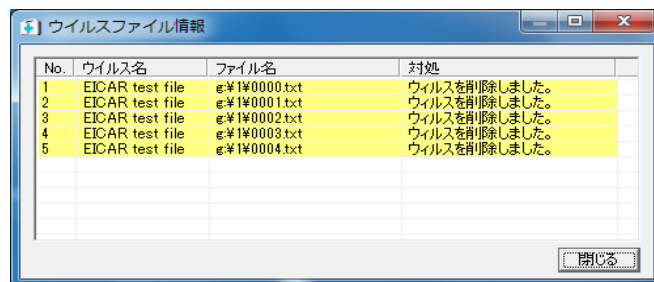 ウイルスファイル情報
No. ウイルス名 ファイル名 対処
1 EICAR test file g:¥1¥0000.txt ウィルスを削除しました。
2 EICAR test file g:¥1¥0001.txt ウィルスを削除しました。
3 EICAR test file g:¥1¥0002.txt ウィルスを削除しました。
4 EICAR test file g:¥1¥0003.txt ウィルスを削除しました。
5 EICAR test file g:¥1¥0004.txt ウィルスを削除しました。
閉じる